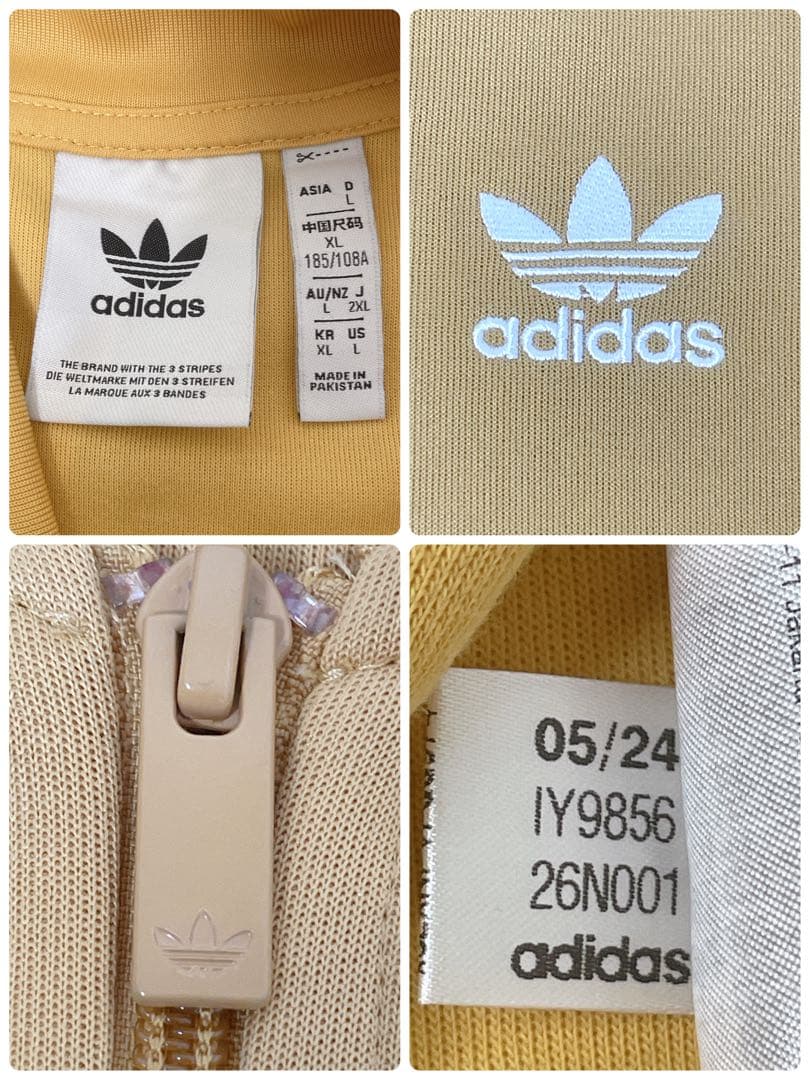 adidas
THE BRAND WITH THE 3 STRIPES
DIE WELTMARKE MIT DEN 3 STREIFEN
LA MARQUE AUX 3 BANDES
ASIA D
L
中国尺码
XL
185/108A
AU/NZ J
L 2XL
KR US
XL L
MADE IN
PAKISTAN
adidas
05/24
IY9856
26N001
adidas